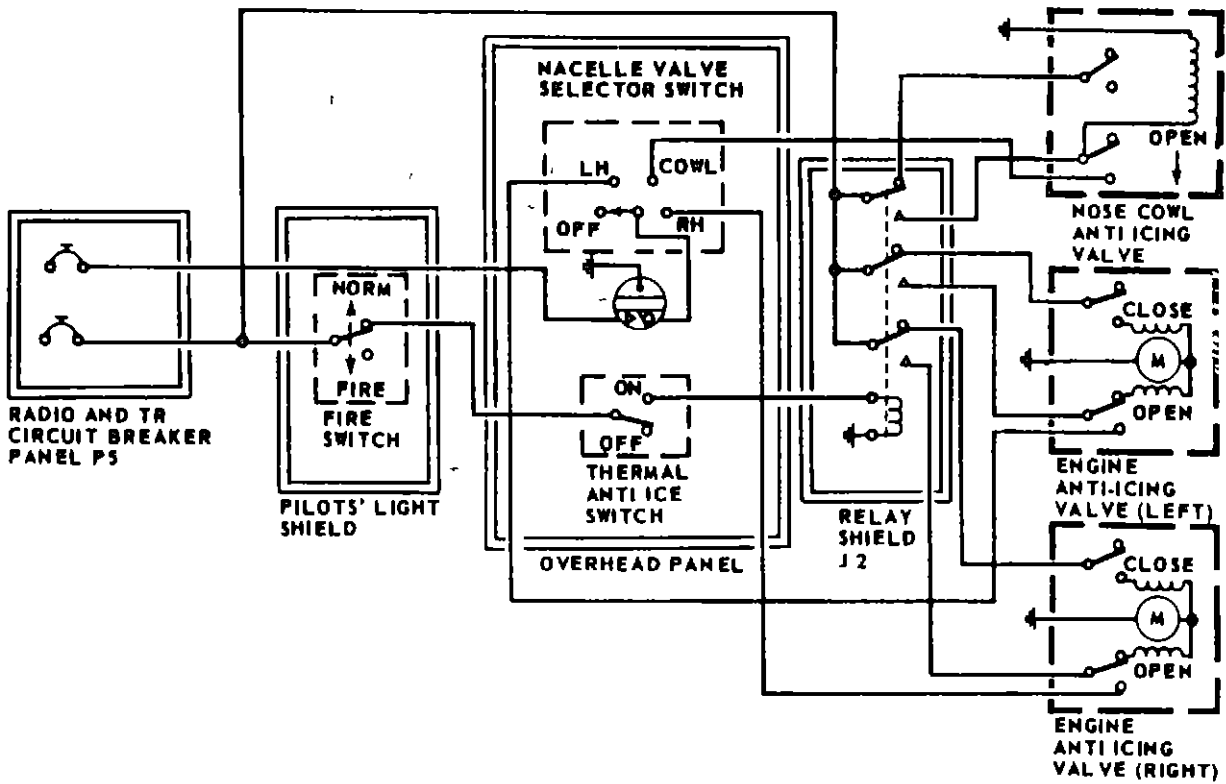 NACELLE VALVE
SELECTOR SWITCH
LH
COWL
OFF
RH
NORM
FIRE
FIRE
SWITCH
RADIO AND TR
CIRCUIT BREAKER
PANEL P5
PILOTS' LIGHT
SHIELD
ON
OFF
THERMAL
ANTI ICE
SWITCH
OVERHEAD PANEL
RELAY
SHIELD
J 2
OPEN
NOSE COWL
ANTI ICING
VALVE
CLOSE
M
OPEN
ENGINE
ANTI-ICING
VALVE (LEFT)
CLOSE
M
OPEN
ENGINE
ANTI ICING
VALVE (RIGHT)